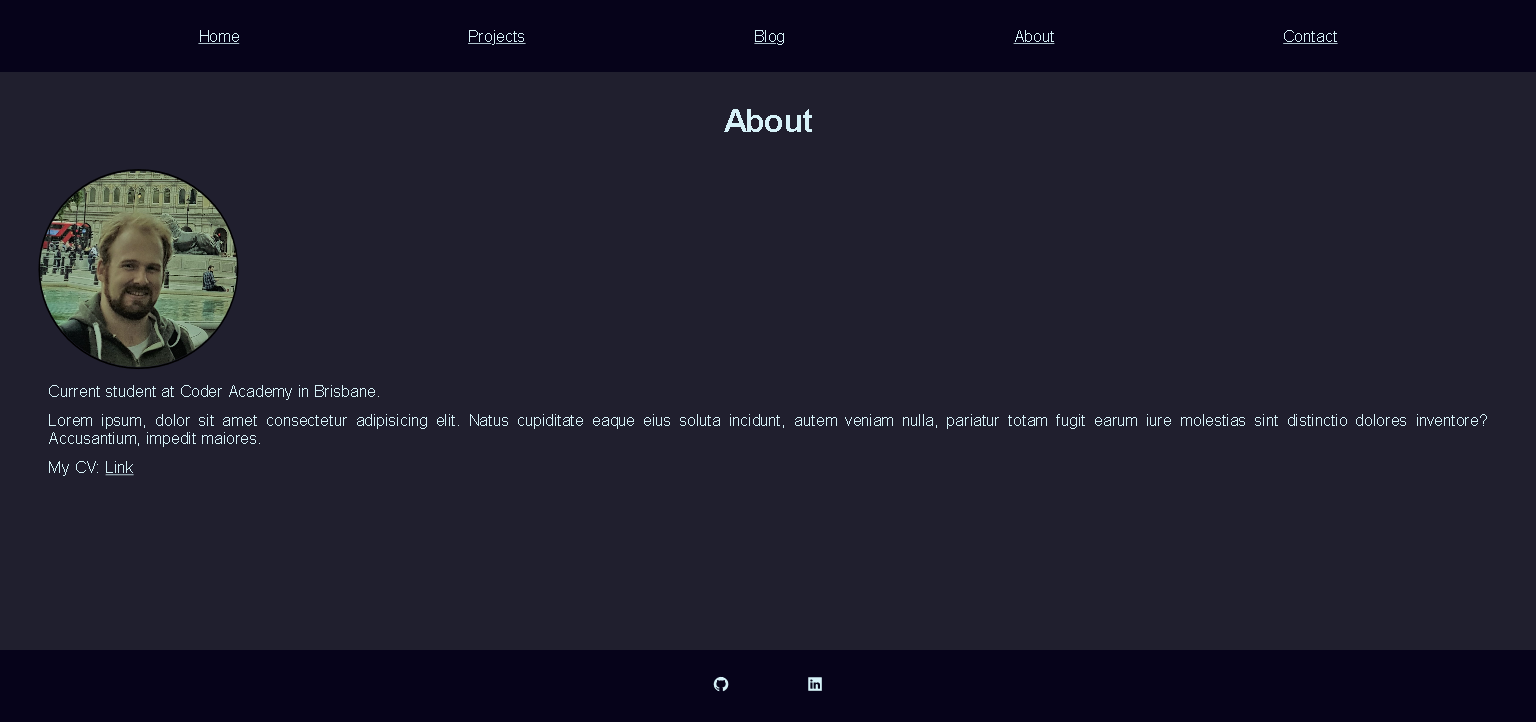 Home Projects Blog About Contact
About
Current student at Coder Academy in Brisbane.
Lorem ipsum, dolor sit amet consectetur adipisicing elit. Natus cupiditate eaque eius soluta incidunt, autem veniam nulla, pariatur totam fugit earum iure molestias sint distinctio dolores inventore?
Accusantium, impedit maiores.
My CV: Link